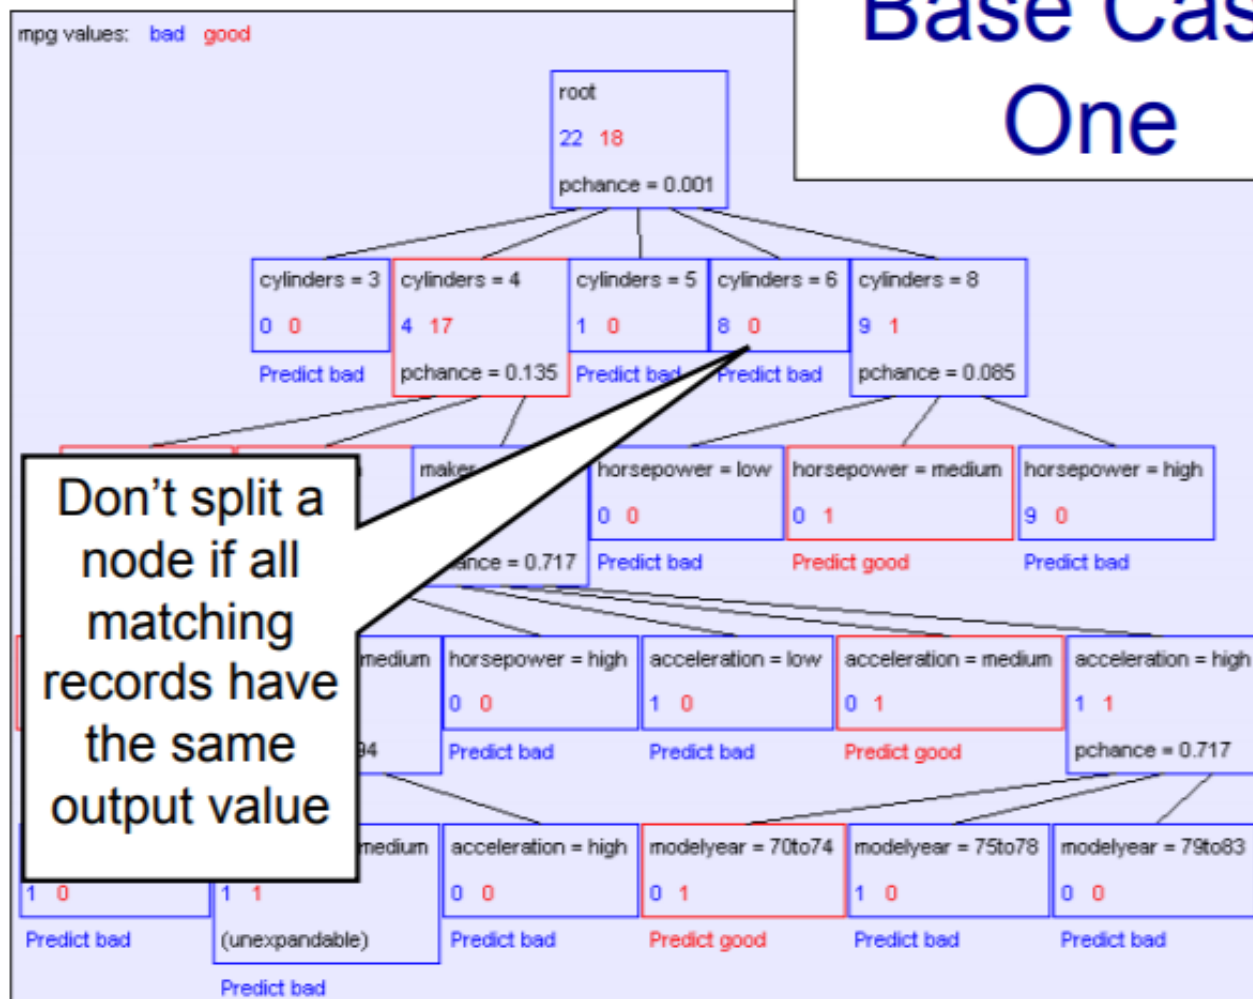 mpg values: bad good
Base Cas
One
root
22 18
pchance = 0.001
cylinders = 3
0 0
Predict bad
cylinders = 4
4 17
pchance = 0.135
cylinders = 5
1 0
Predict bad
cylinders = 6
8 0
Predict bad
cylinders = 8
9 1
pchance = 0.085
maker
ance = 0.717
horsepower = low
0 0
Predict bad
horsepower = medium
0 1
Predict good
horsepower = high
9 0
Predict bad
Don't split a
node if all
matching
records have
the same
output value
medium
94
horsepower = high
0 0
Predict bad
acceleration = low
1 0
Predict bad
acceleration = medium
0 1
Predict good
acceleration = high
1 1
pchance = 0.717
1 0
Predict bad
medium
1 1
(unexpandable)
Predict bad
acceleration = high
0 0
Predict bad
modelyear = 70to74
0 1
Predict good
modelyear = 75to78
1 0
Predict bad
modelyear = 79to83
0 0
Predict bad